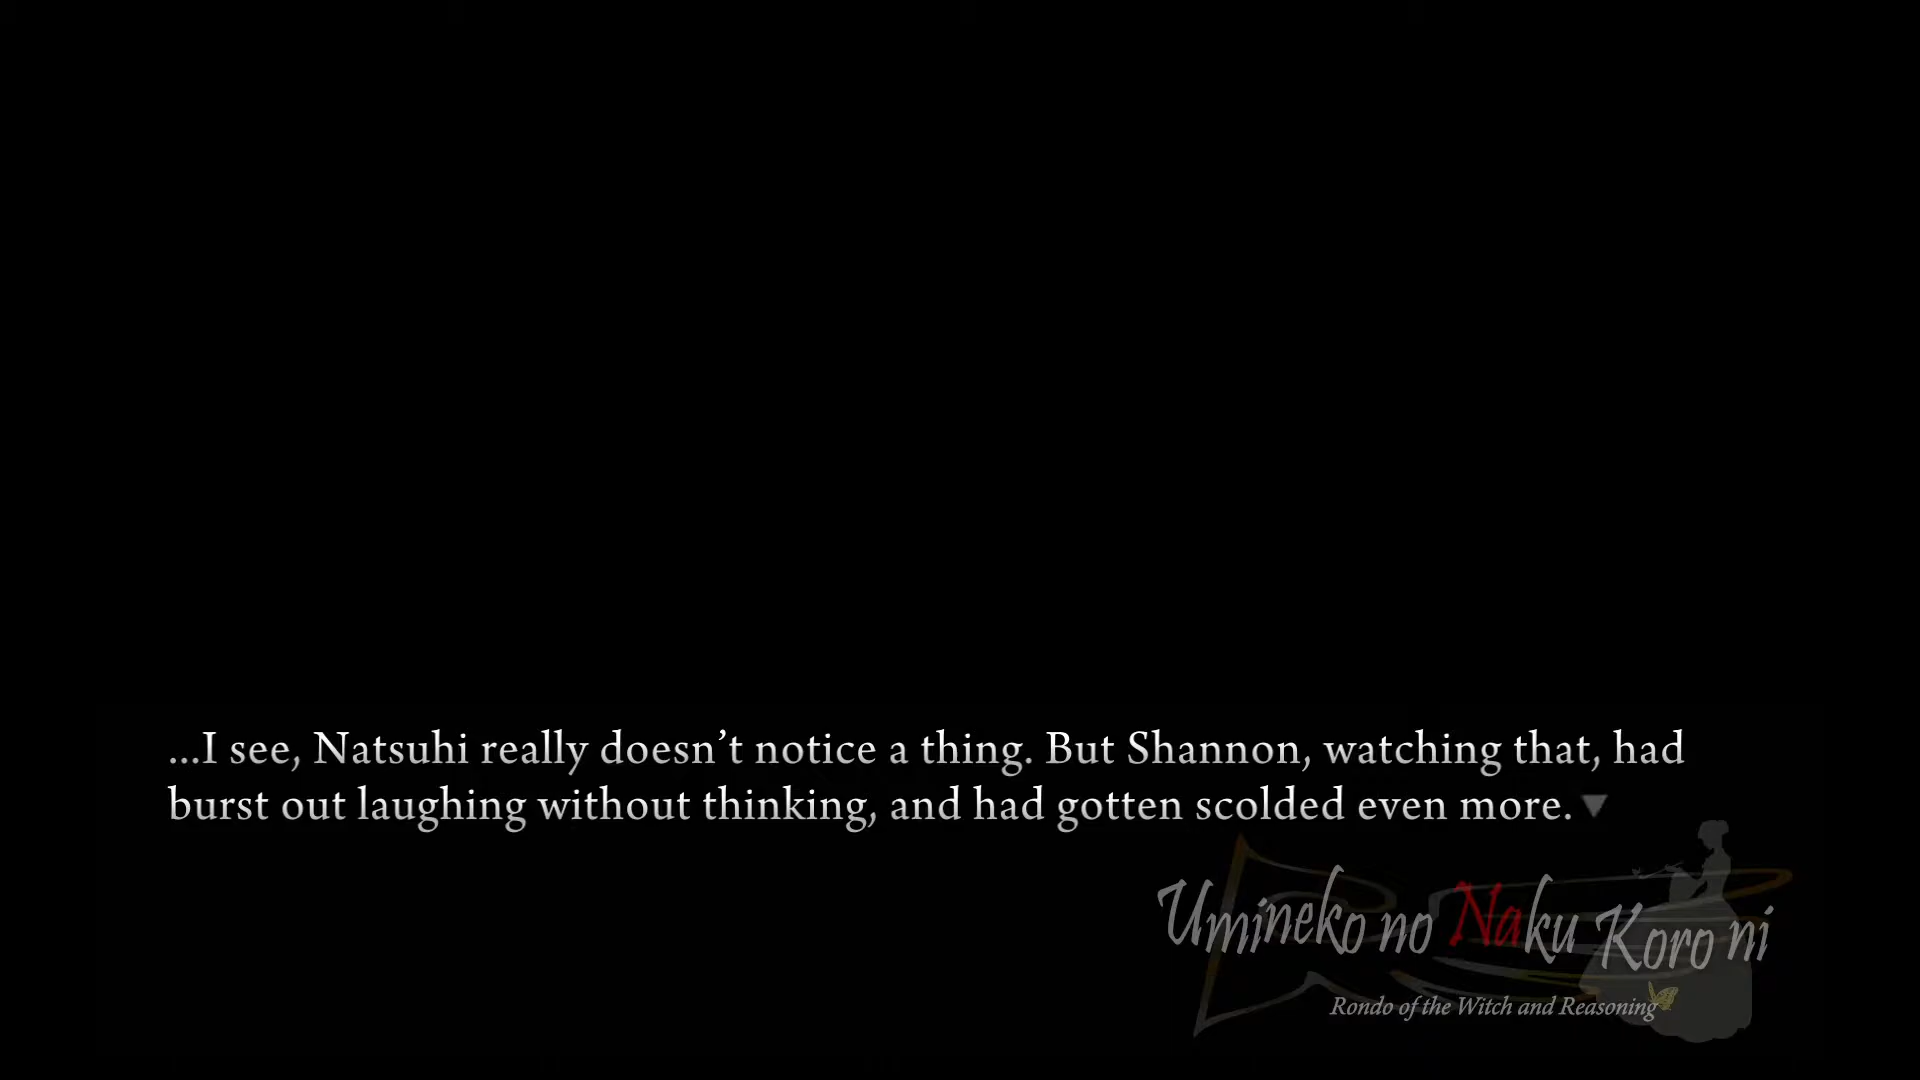 ...I see, Natsuhi really doesn’t notice a thing. But Shannon, watching that, had
burst out laughing without thinking, and had gotten scolded even more.
Umineko no Naku Koro ni
Rondo of the Witch and Reasoning